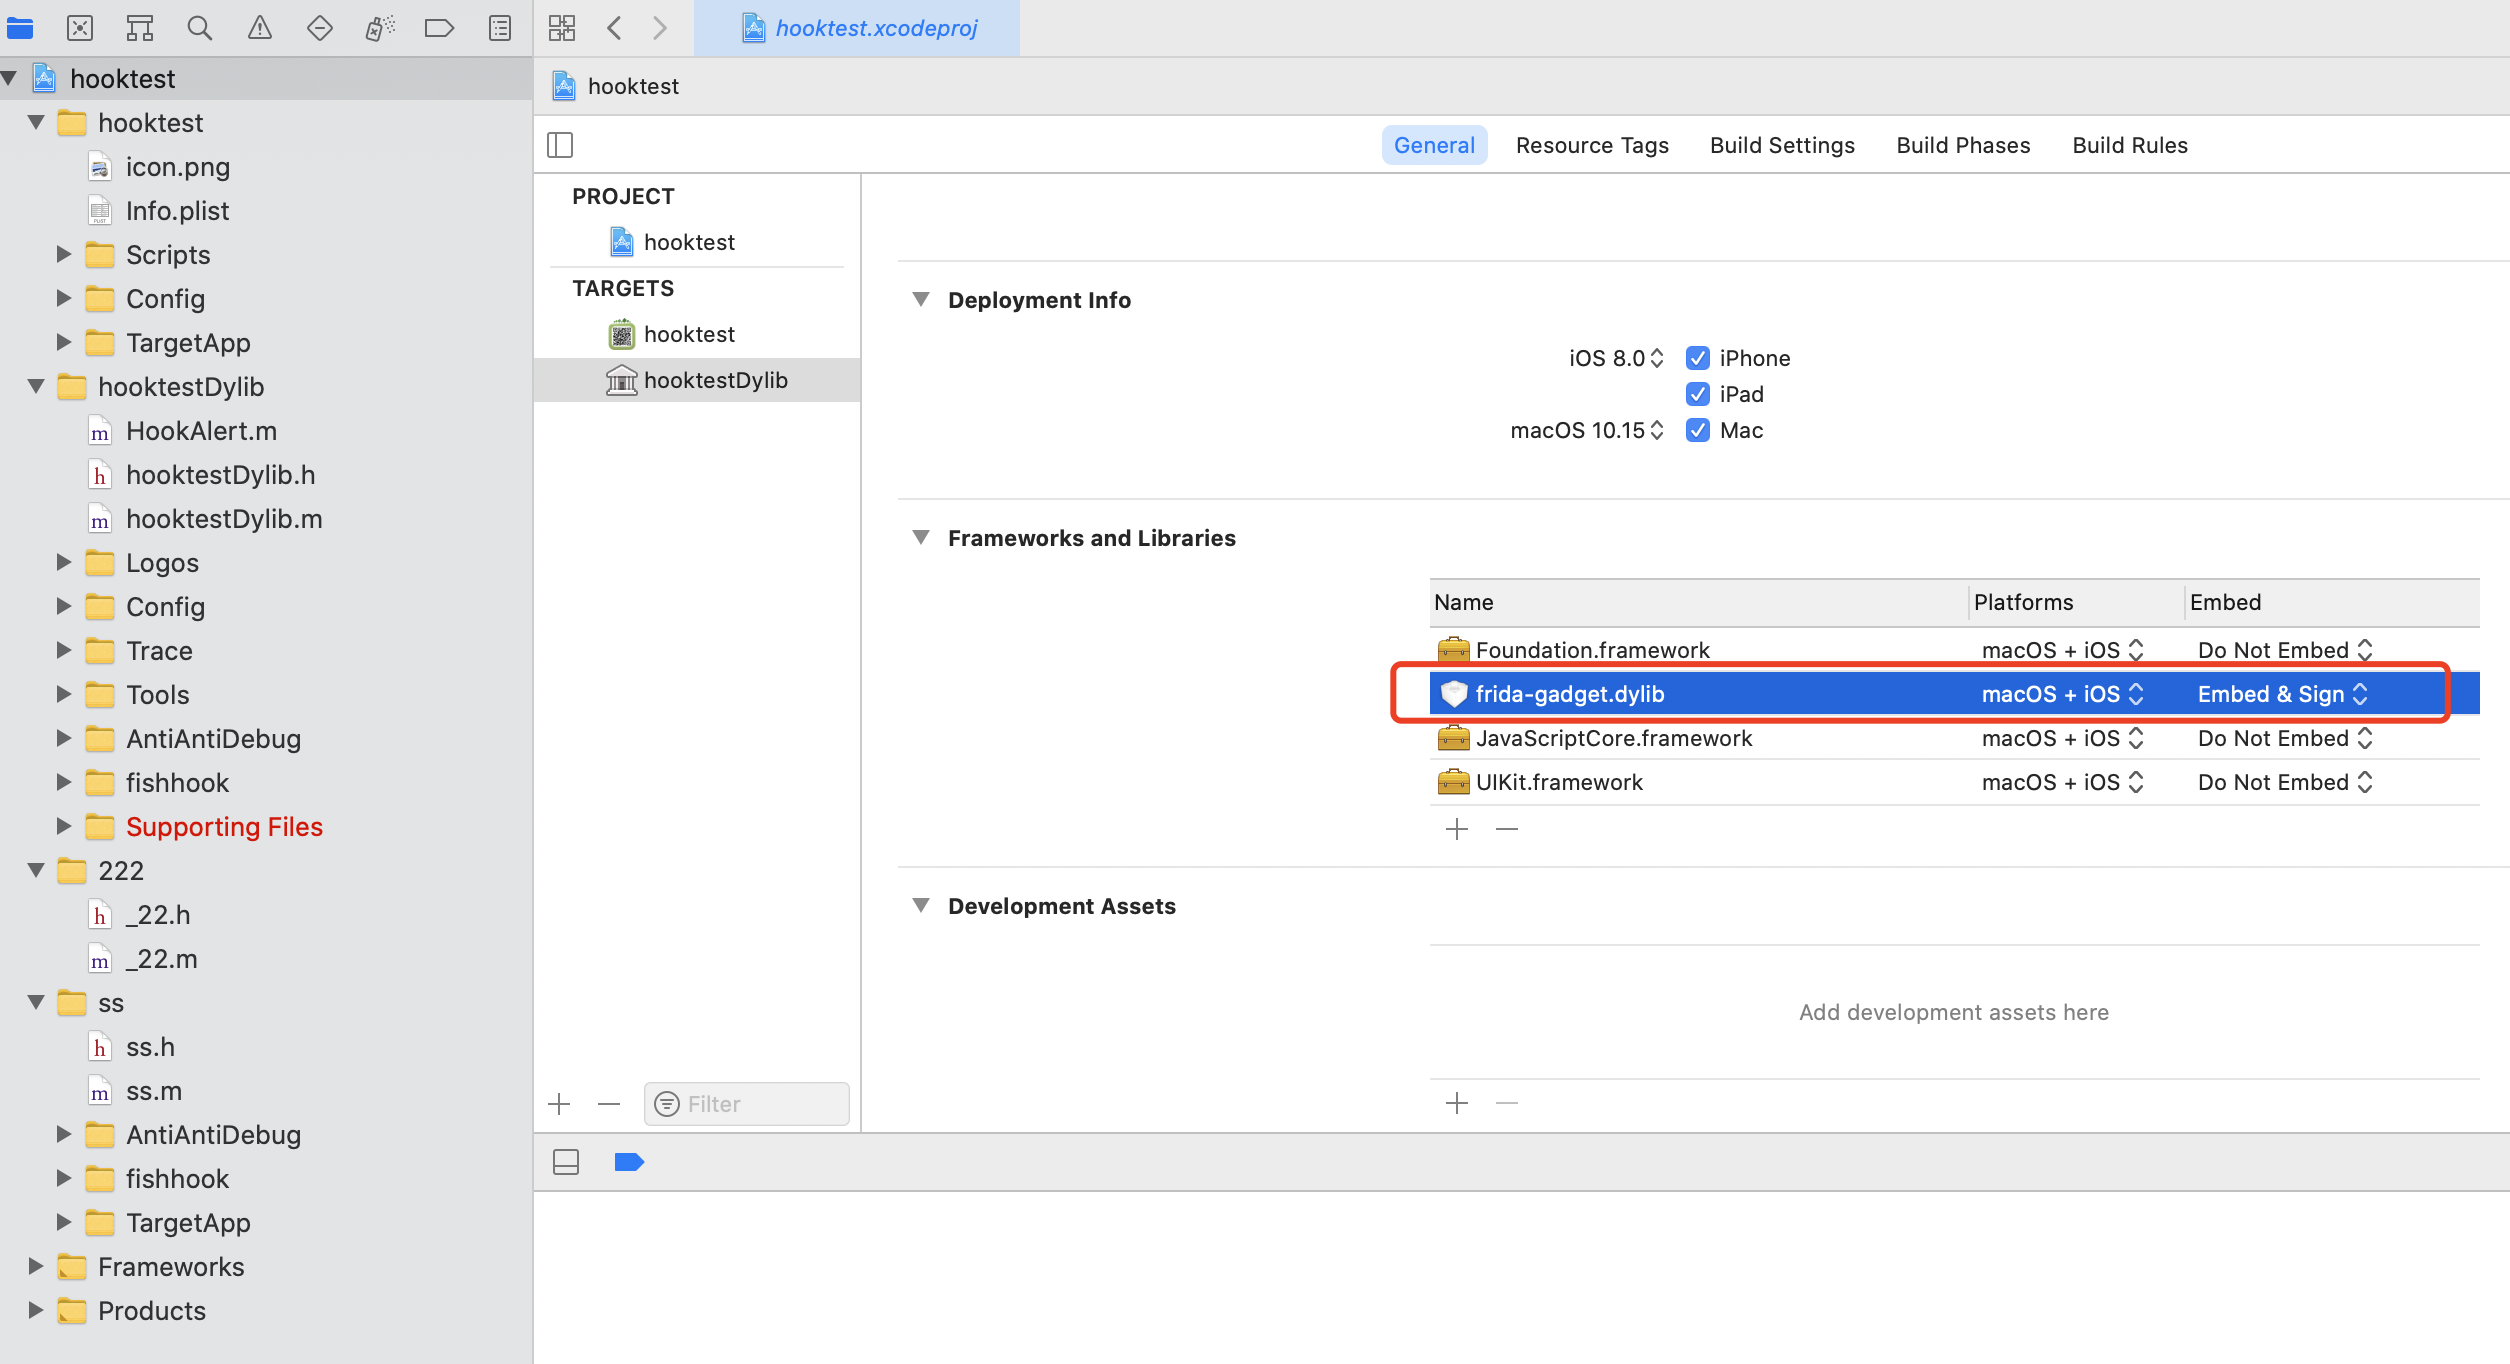 hooktest.xcodeproj
hooktest
hooktest
icon.png
Info.plist
Scripts
Config
TargetApp
hooktestDylib
HookAlert.m
hooktestDylib.h
hooktestDylib.m
Logos
Config
Trace
Tools
AntiAntiDebug
fishhook
Supporting Files
222
_22.h
_22.m
ss
ss.h
ss.m
AntiAntiDebug
fishhook
TargetApp
Frameworks
Products
hooktest
General Resource Tags Build Settings Build Phases Build Rules
PROJECT
hooktest
TARGETS
hooktest
hooktestDylib
Filter
Deployment Info
iOS 8.0 iPhone
iPad
macOS 10.15 Mac
Frameworks and Libraries
Name Platforms Embed
Foundation.framework macOS + iOS Do Not Embed
frida-gadget.dylib macOS + iOS Embed & Sign
JavaScriptCore.framework macOS + iOS Do Not Embed
UIKit.framework macOS + iOS Do Not Embed
Development Assets
Add development assets here